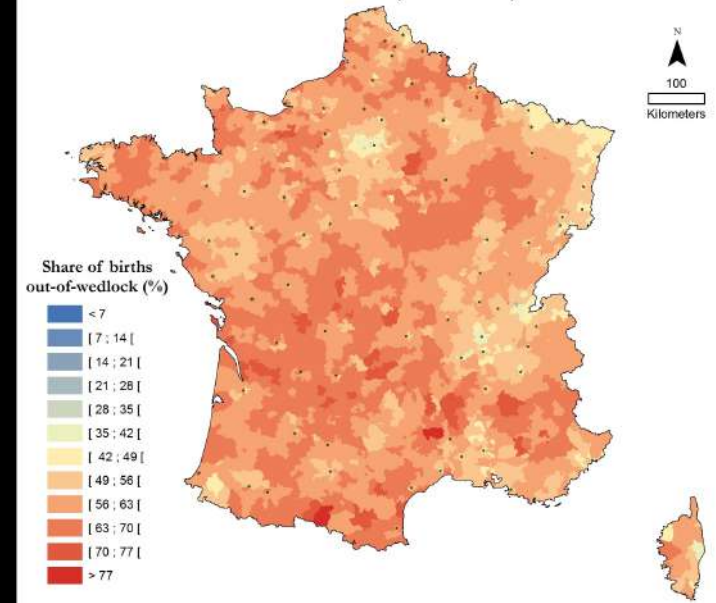 N
100
Kilometers
Share of births
out-of-wedlock (%)
< 7
[ 7 ; 14 [
[ 14 ; 21 [
[ 21 ; 28 [
[ 28 ; 35 [
[ 35 ; 42 [
[ 42 ; 49 [
[ 49 ; 56 [
[ 56 ; 63 [
[ 63 ; 70 [
[ 70 ; 77 [
> 77